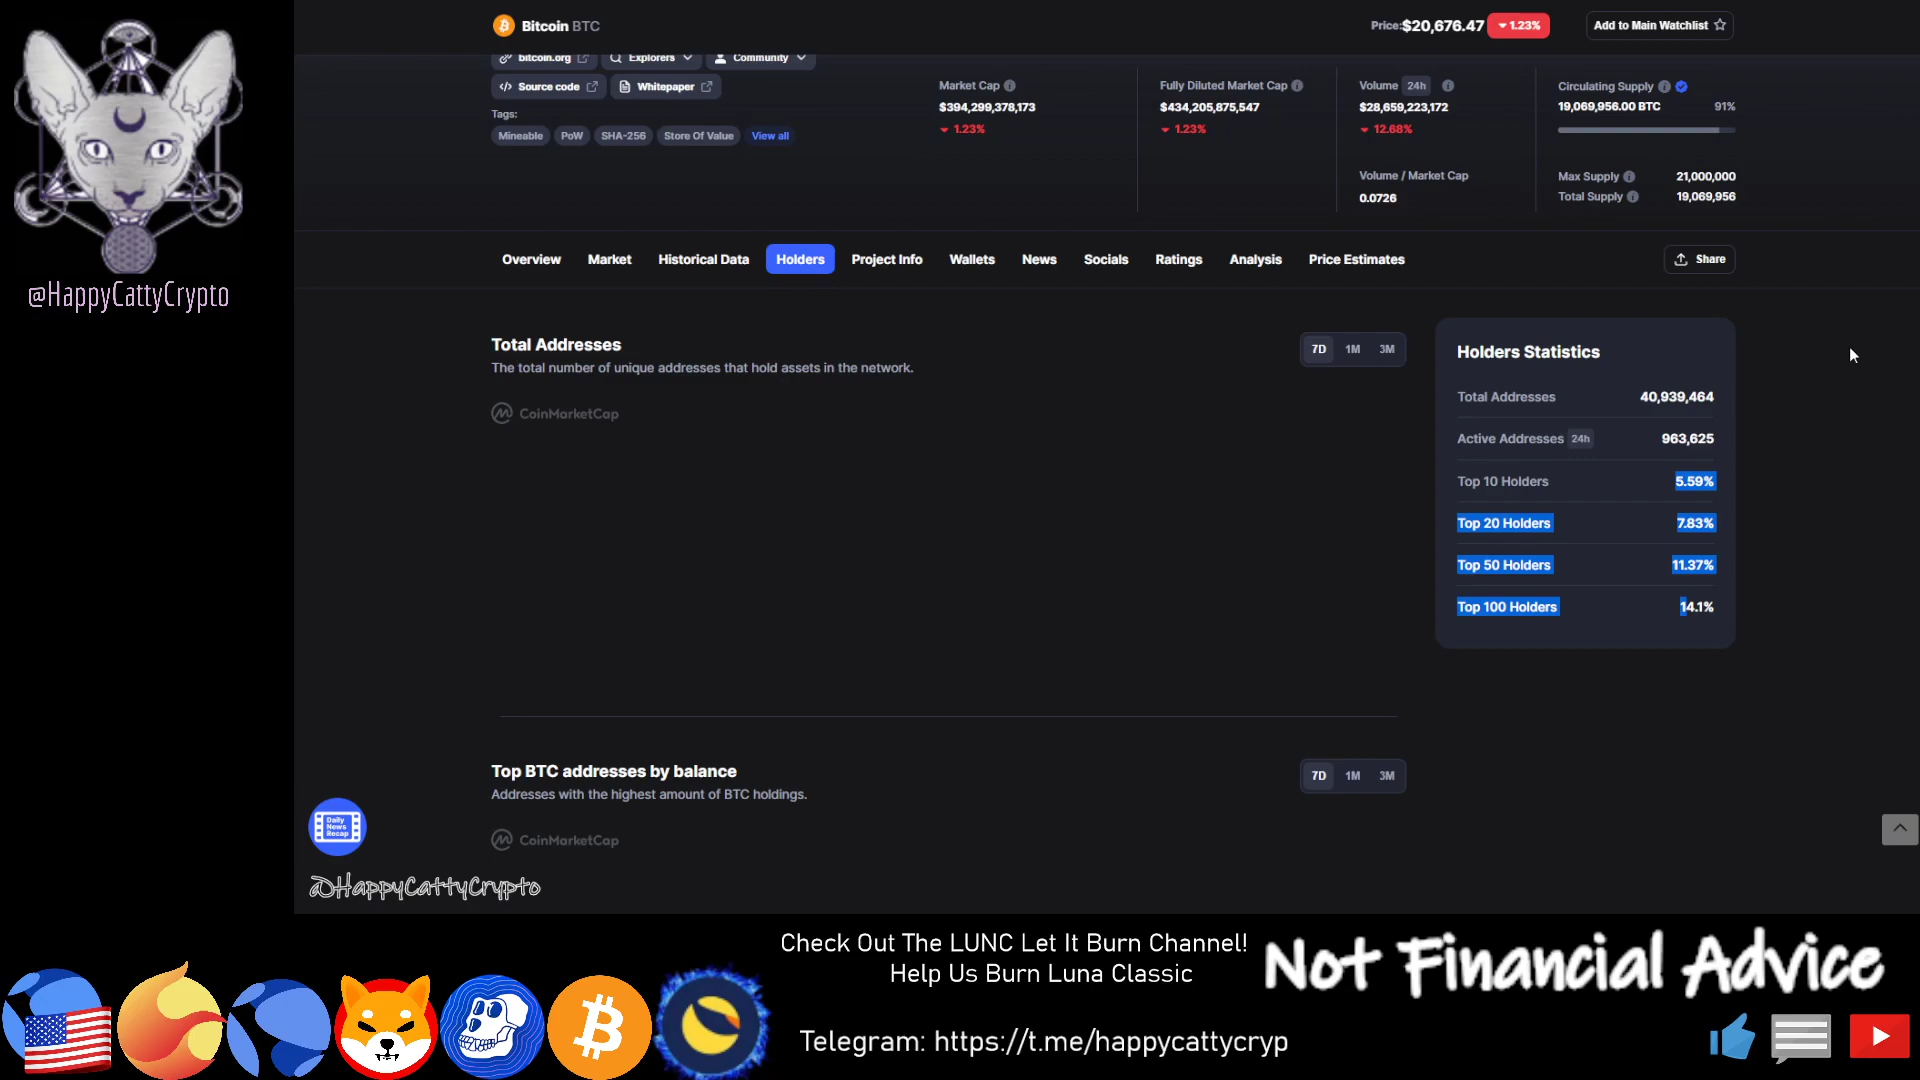 Bitcoin BTC
Price:$20,676.47 1.23%
Add to Main Watchlist
bitcoin.org Explorers Community
Source code Whitepaper
Tags:
Mineable PoW SHA-256 Store Of Value View all
Market Cap
$394,299,378,173
1.23%
Fully Diluted Market Cap
$434,205,875,547
1.23%
Volume 24h
$28,659,223,172
12.68%
Volume / Market Cap
0.0726
Circulating Supply
19,069,956.00 BTC 91%
Max Supply 21,000,000
Total Supply 19,069,956
Overview Market Historical Data Holders Project Info Wallets News Socials Ratings Analysis Price Estimates
Share
Total Addresses
The total number of unique addresses that hold assets in the network.
7D 1M 3M
CoinMarketCap
Holders Statistics
Total Addresses 40,939,464
Active Addresses 24h 963,625
Top 10 Holders 5.59%
Top 20 Holders 7.83%
Top 50 Holders 11.37%
Top 100 Holders 14.1%
Top BTC addresses by balance
Addresses with the highest amount of BTC holdings.
7D 1M 3M
CoinMarketCap
Daily
News
Recap
@HappyCattyCrypto
@HappyCattyCrypto
Check Out The LUNC Let It Burn Channel!
Help Us Burn Luna Classic
Telegram: https://t.me/happycattycryp
Not Financial Advice